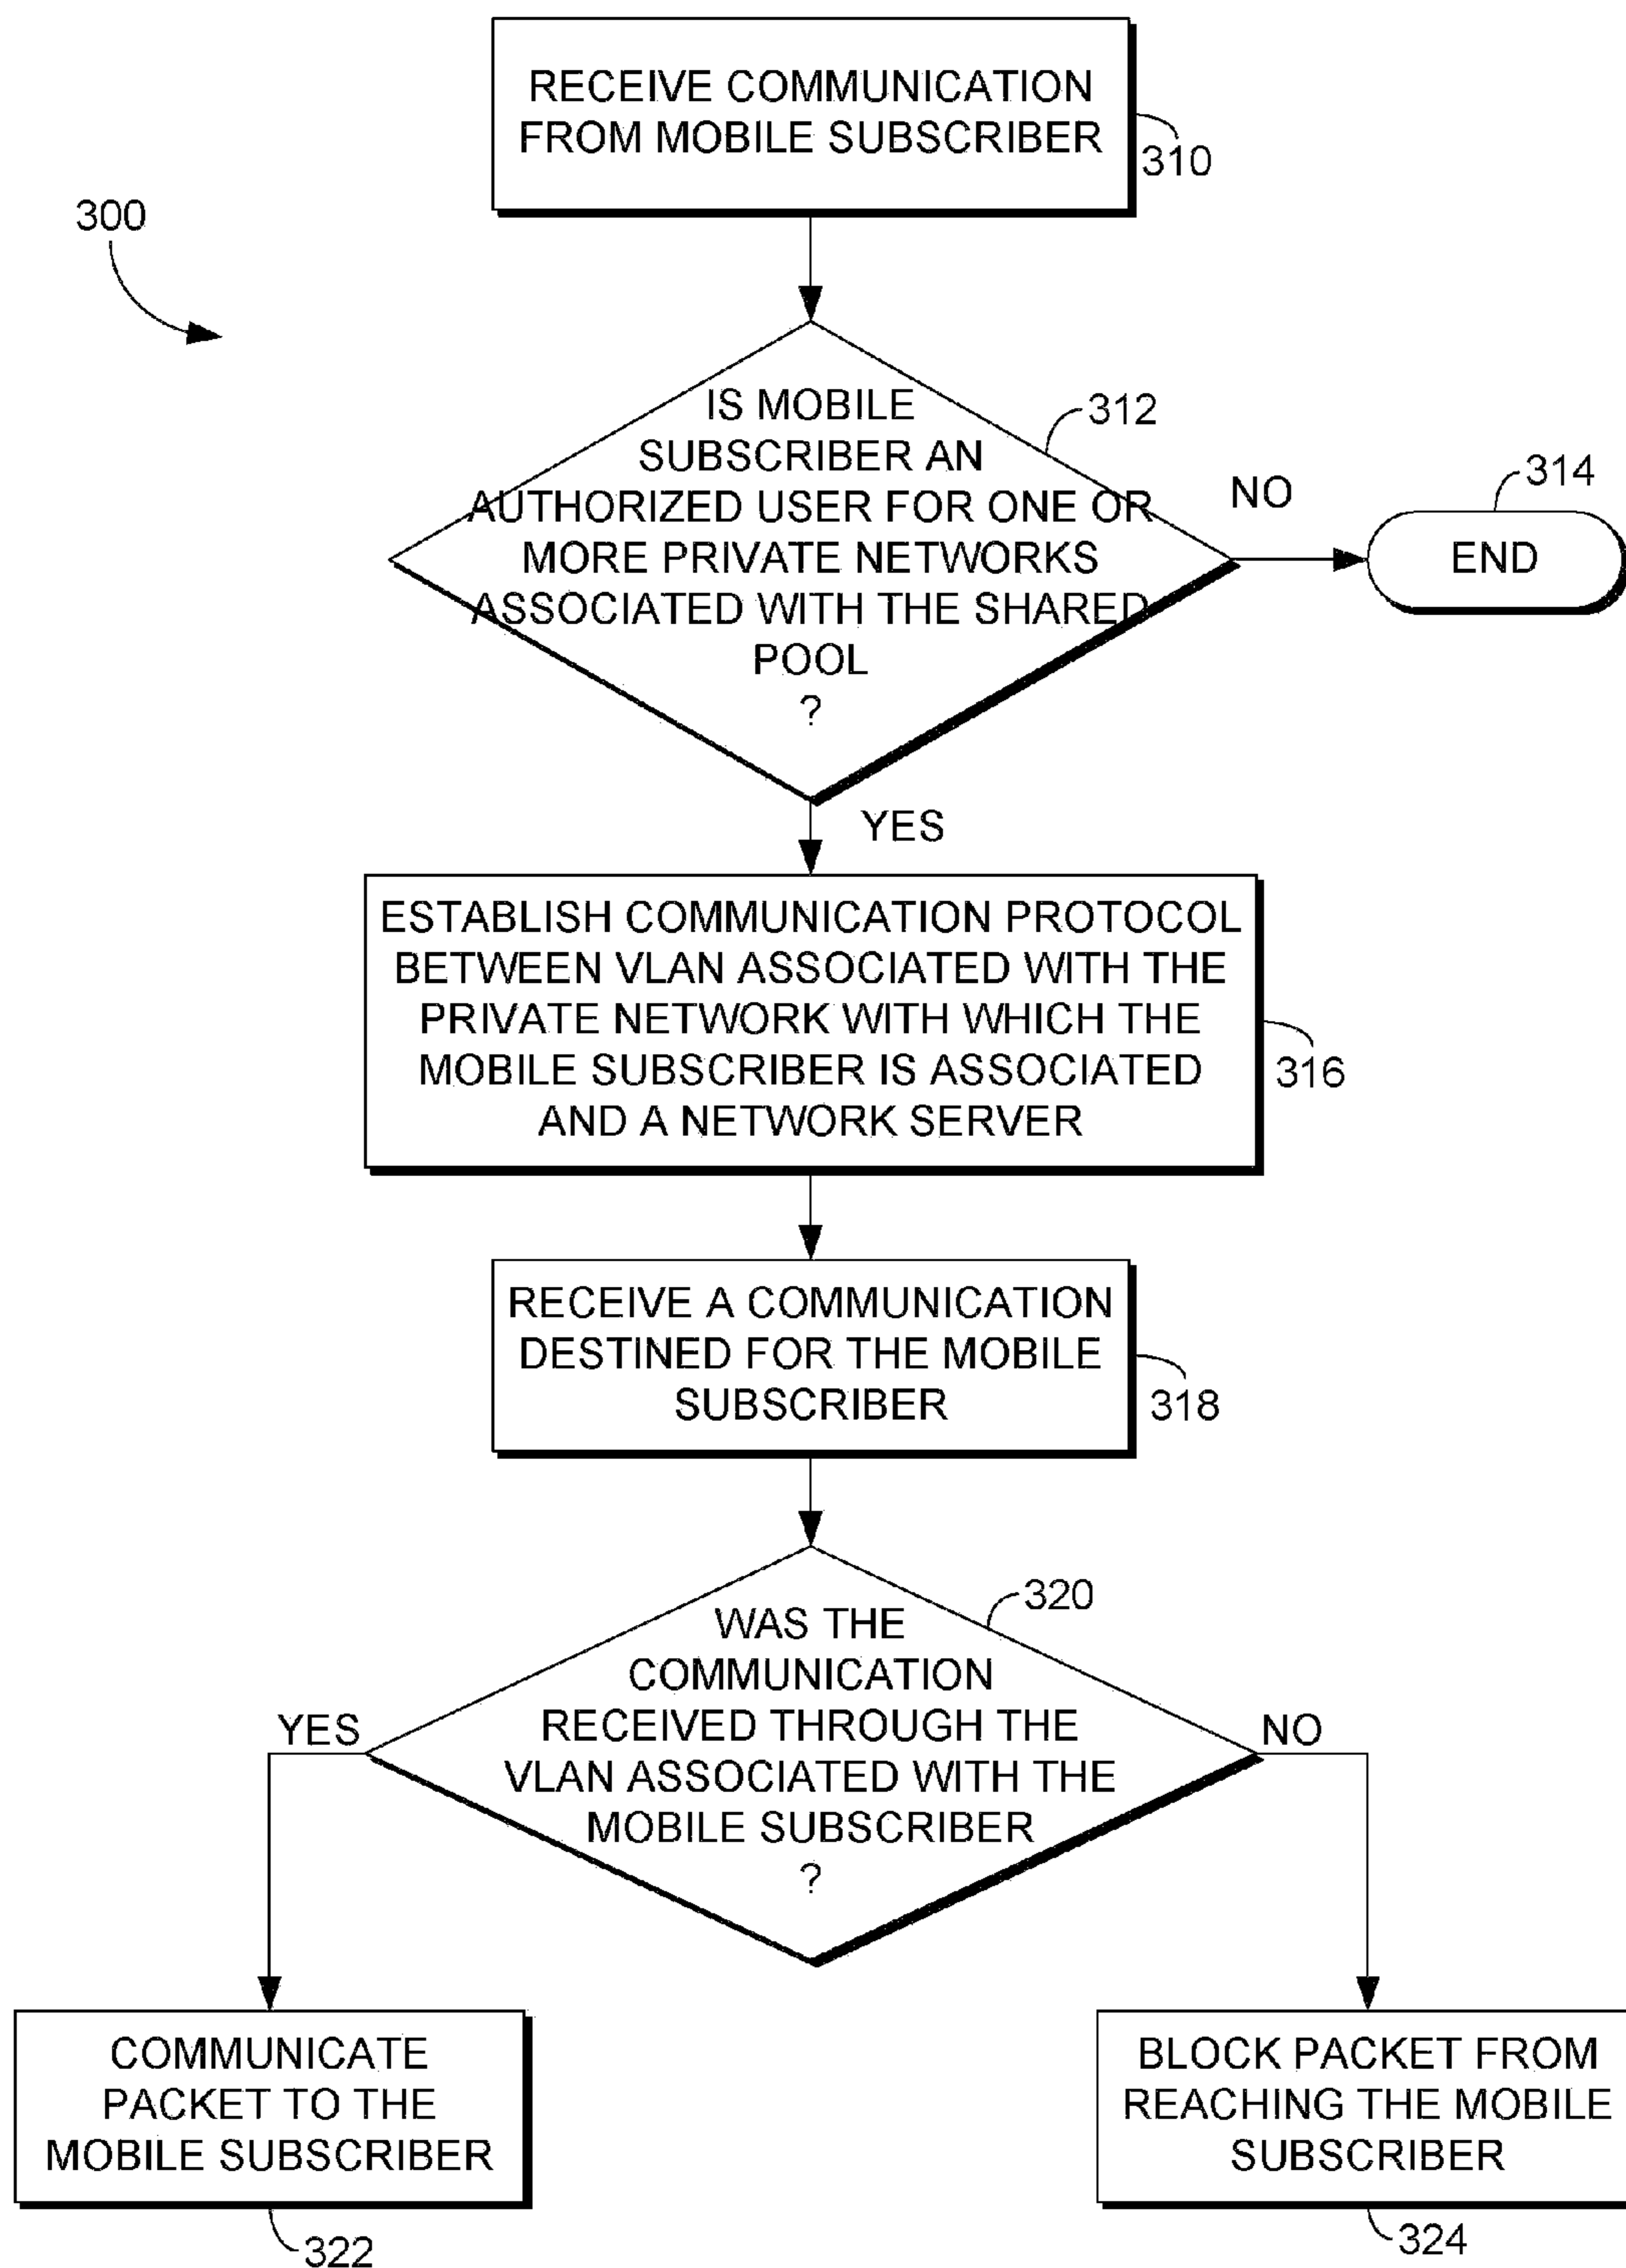 RECEIVE COMMUNICATION
FROM MOBILE SUBSCRIBER
310
300
IS MOBILE
SUBSCRIBER AN
AUTHORIZED USER FOR ONE OR
MORE PRIVATE NETWORKS
ASSOCIATED WITH THE SHARED
POOL
?
312
NO
314
END
YES
ESTABLISH COMMUNICATION PROTOCOL
BETWEEN VLAN ASSOCIATED WITH THE
PRIVATE NETWORK WITH WHICH THE
MOBILE SUBSCRIBER IS ASSOCIATED
AND A NETWORK SERVER
316
RECEIVE A COMMUNICATION
DESTINED FOR THE MOBILE
SUBSCRIBER
318
WAS THE
COMMUNICATION
RECEIVED THROUGH THE
VLAN ASSOCIATED WITH THE
MOBILE SUBSCRIBER
?
320
YES
NO
COMMUNICATE
PACKET TO THE
MOBILE SUBSCRIBER
322
BLOCK PACKET FROM
REACHING THE MOBILE
SUBSCRIBER
324